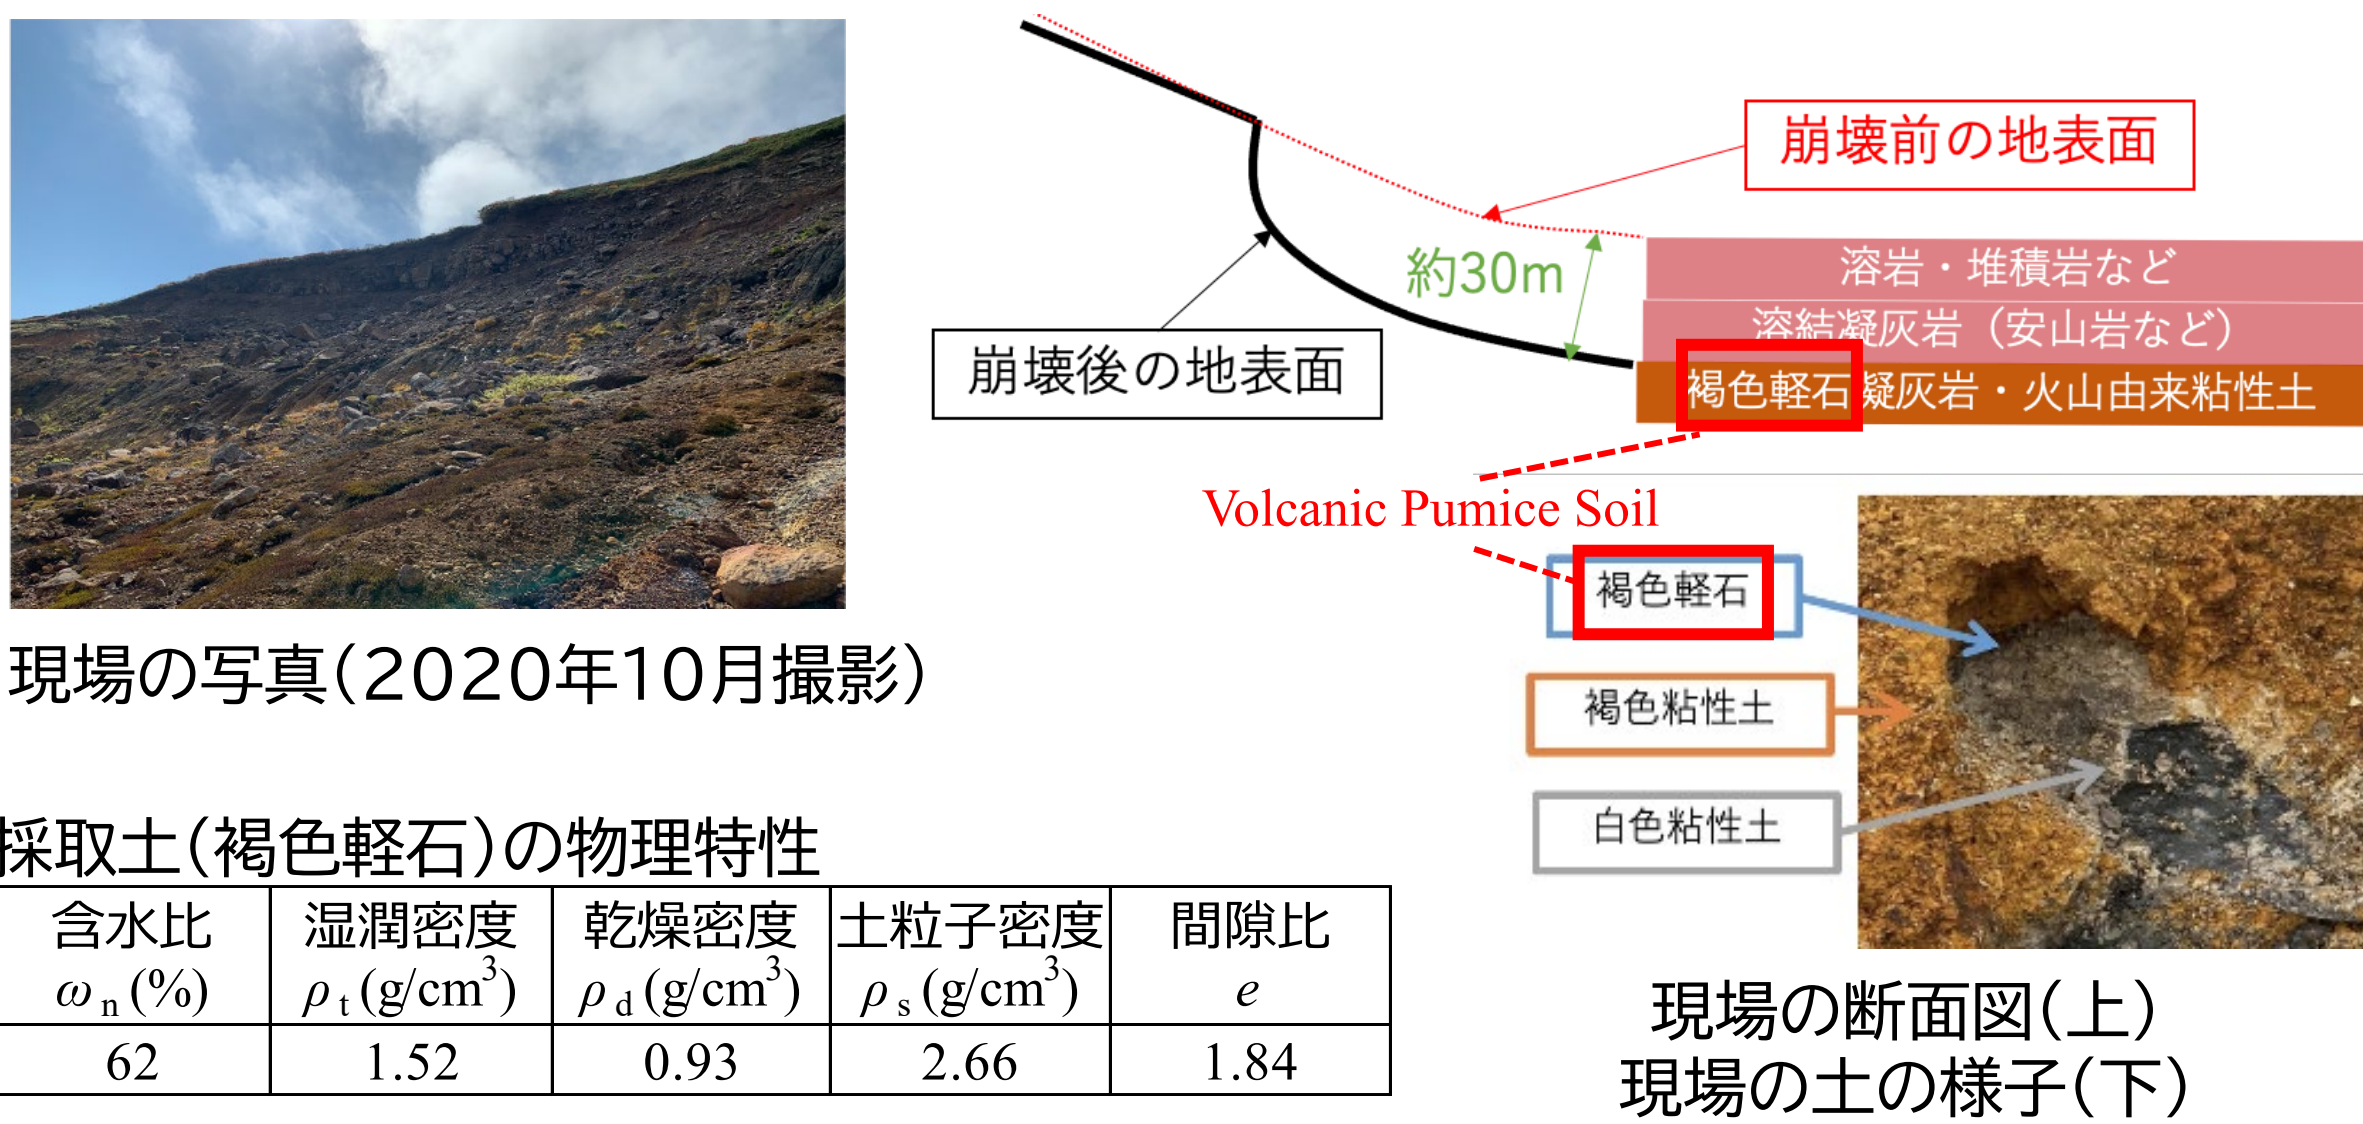 崩壊前の地表面
溶岩・堆積岩など
約30m
溶結凝灰岩（安山岩など）
崩壊後の地表面
褐色軽石凝灰岩・火山由来粘性土
Volcanic Pumice Soil
褐色軽石
褐色粘性土
白色粘性土
現場の写真(2020年10月撮影)
採取土(褐色軽石)の物理特性
含水比 湿潤密度 乾燥密度 土粒子密度 間隙比
ω n (%) ρ t (g/cm³) ρ d (g/cm³) ρ s (g/cm³) e
62 1.52 0.93 2.66 1.84
現場の断面図(上)
現場の土の様子(下)